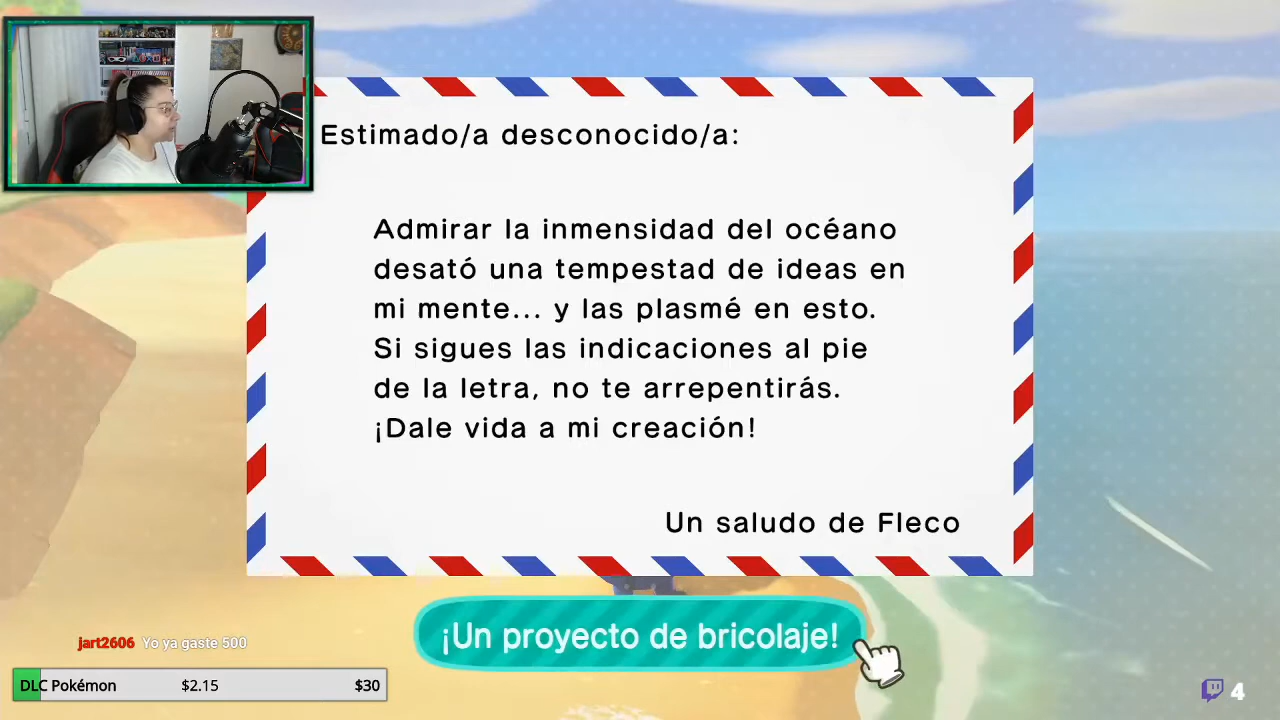 Estimado/a desconocido/a:
Admirar la inmensidad del océano
desató una tempestad de ideas en
mi mente... y las plasmé en esto.
Si sigues las indicaciones al pie
de la letra, no te arrepentirás.
¡Dale vida a mi creación!
Un saludo de Fleco
¡Un proyecto de bricolaje!
jart2606 Yo ya gaste 500
DLC Pokémon $2.15 $30
4